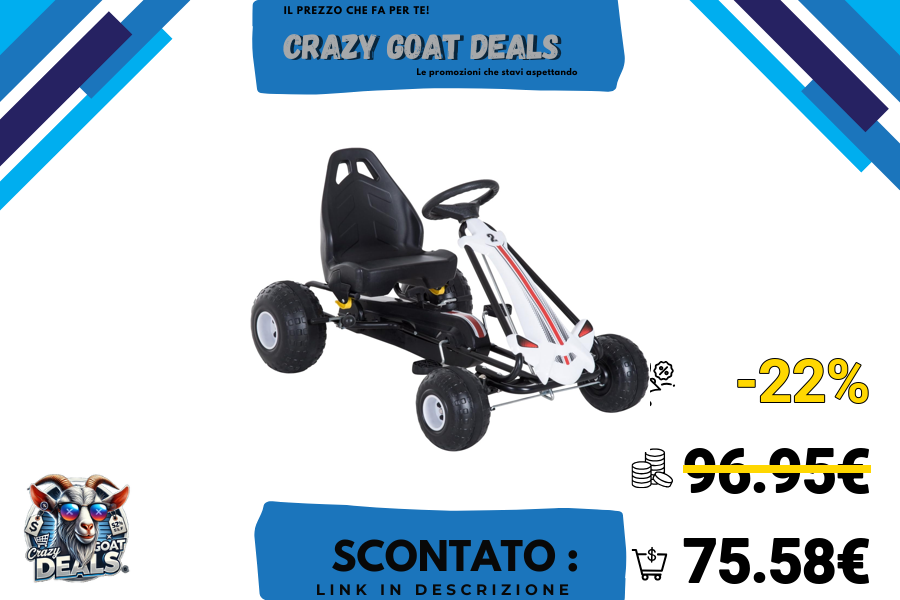 IL PREZZO CHE FA PER TE!
CRAZY GOAT DEALS
Le promozioni che stavi aspettando
2
%
-22%
96.95€
$
75.58€
SCONTATO :
LINK IN DESCRIZIONE
$
Crazy GOAT
DEALS